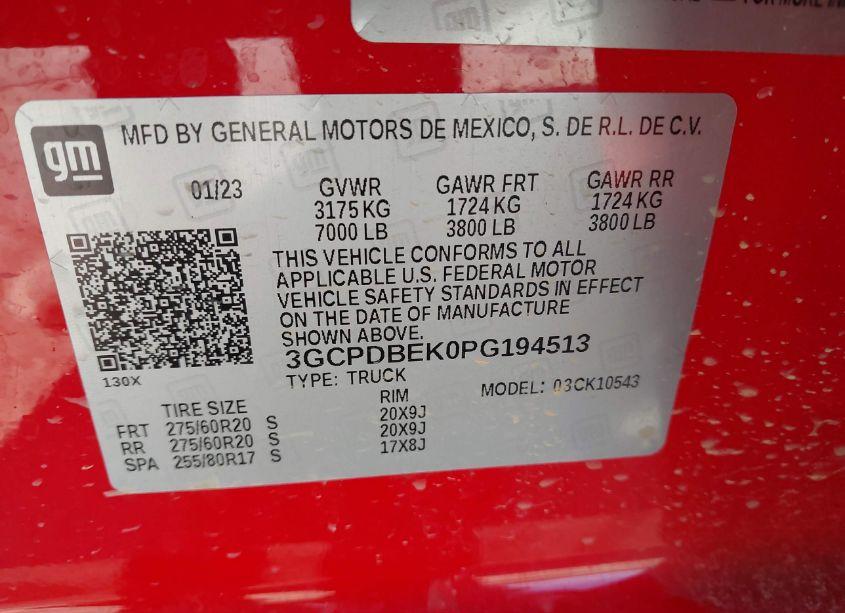 FOR MORE IN
gm
MFD BY GENERAL MOTORS DE MEXICO, S. DE R.L. DE C.V.
01/23 GVWR GAWR FRT GAWR RR
3175 KG 1724 KG 1724 KG
7000 LB 3800 LB 3800 LB
THIS VEHICLE CONFORMS TO ALL
APPLICABLE U.S. FEDERAL MOTOR
VEHICLE SAFETY STANDARDS IN EFFECT
ON THE DATE OF MANUFACTURE
SHOWN ABOVE.
3GCPDBEK0PG194513
130X
TYPE: TRUCK MODEL: 03CK10543
TIRE SIZE RIM
FRT 275/60R20 S 20X9J
RR 275/60R20 S 20X9J
SPA 255/80R17 S 17X8J